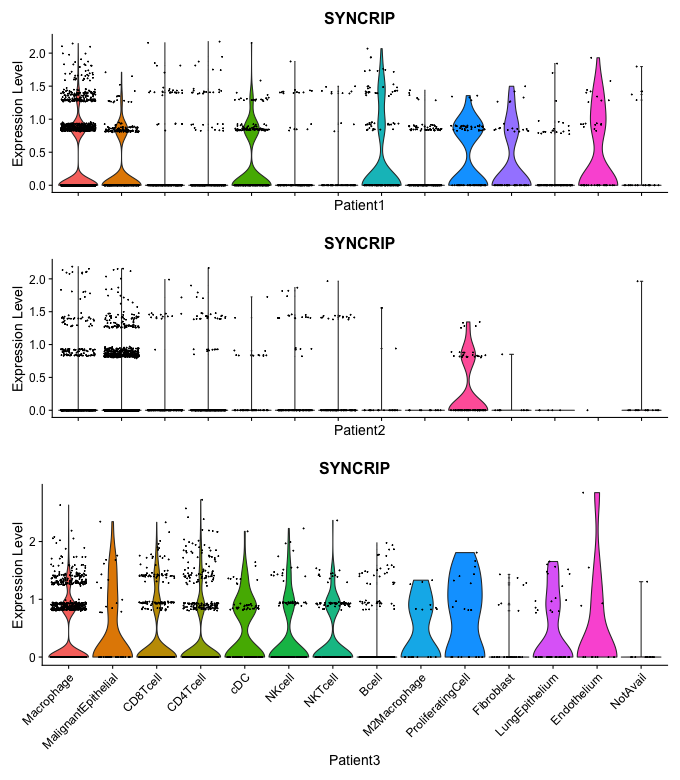 SYNCRIP
Expression Level
2.0
1.5
1.0
0.5
0.0
Patient1
SYNCRIP
Expression Level
2.0
1.5
1.0
0.5
0.0
Patient2
SYNCRIP
Expression Level
2
1
0
Macrophage
MalignantEpithelial
CD8Tcell
CD4Tcell
cDC
NKcell
NKTcell
Bcell
M2Macrophage
ProliferatingCell
Fibroblast
LungEpithelium
Endothelium
NotAvail
Patient3